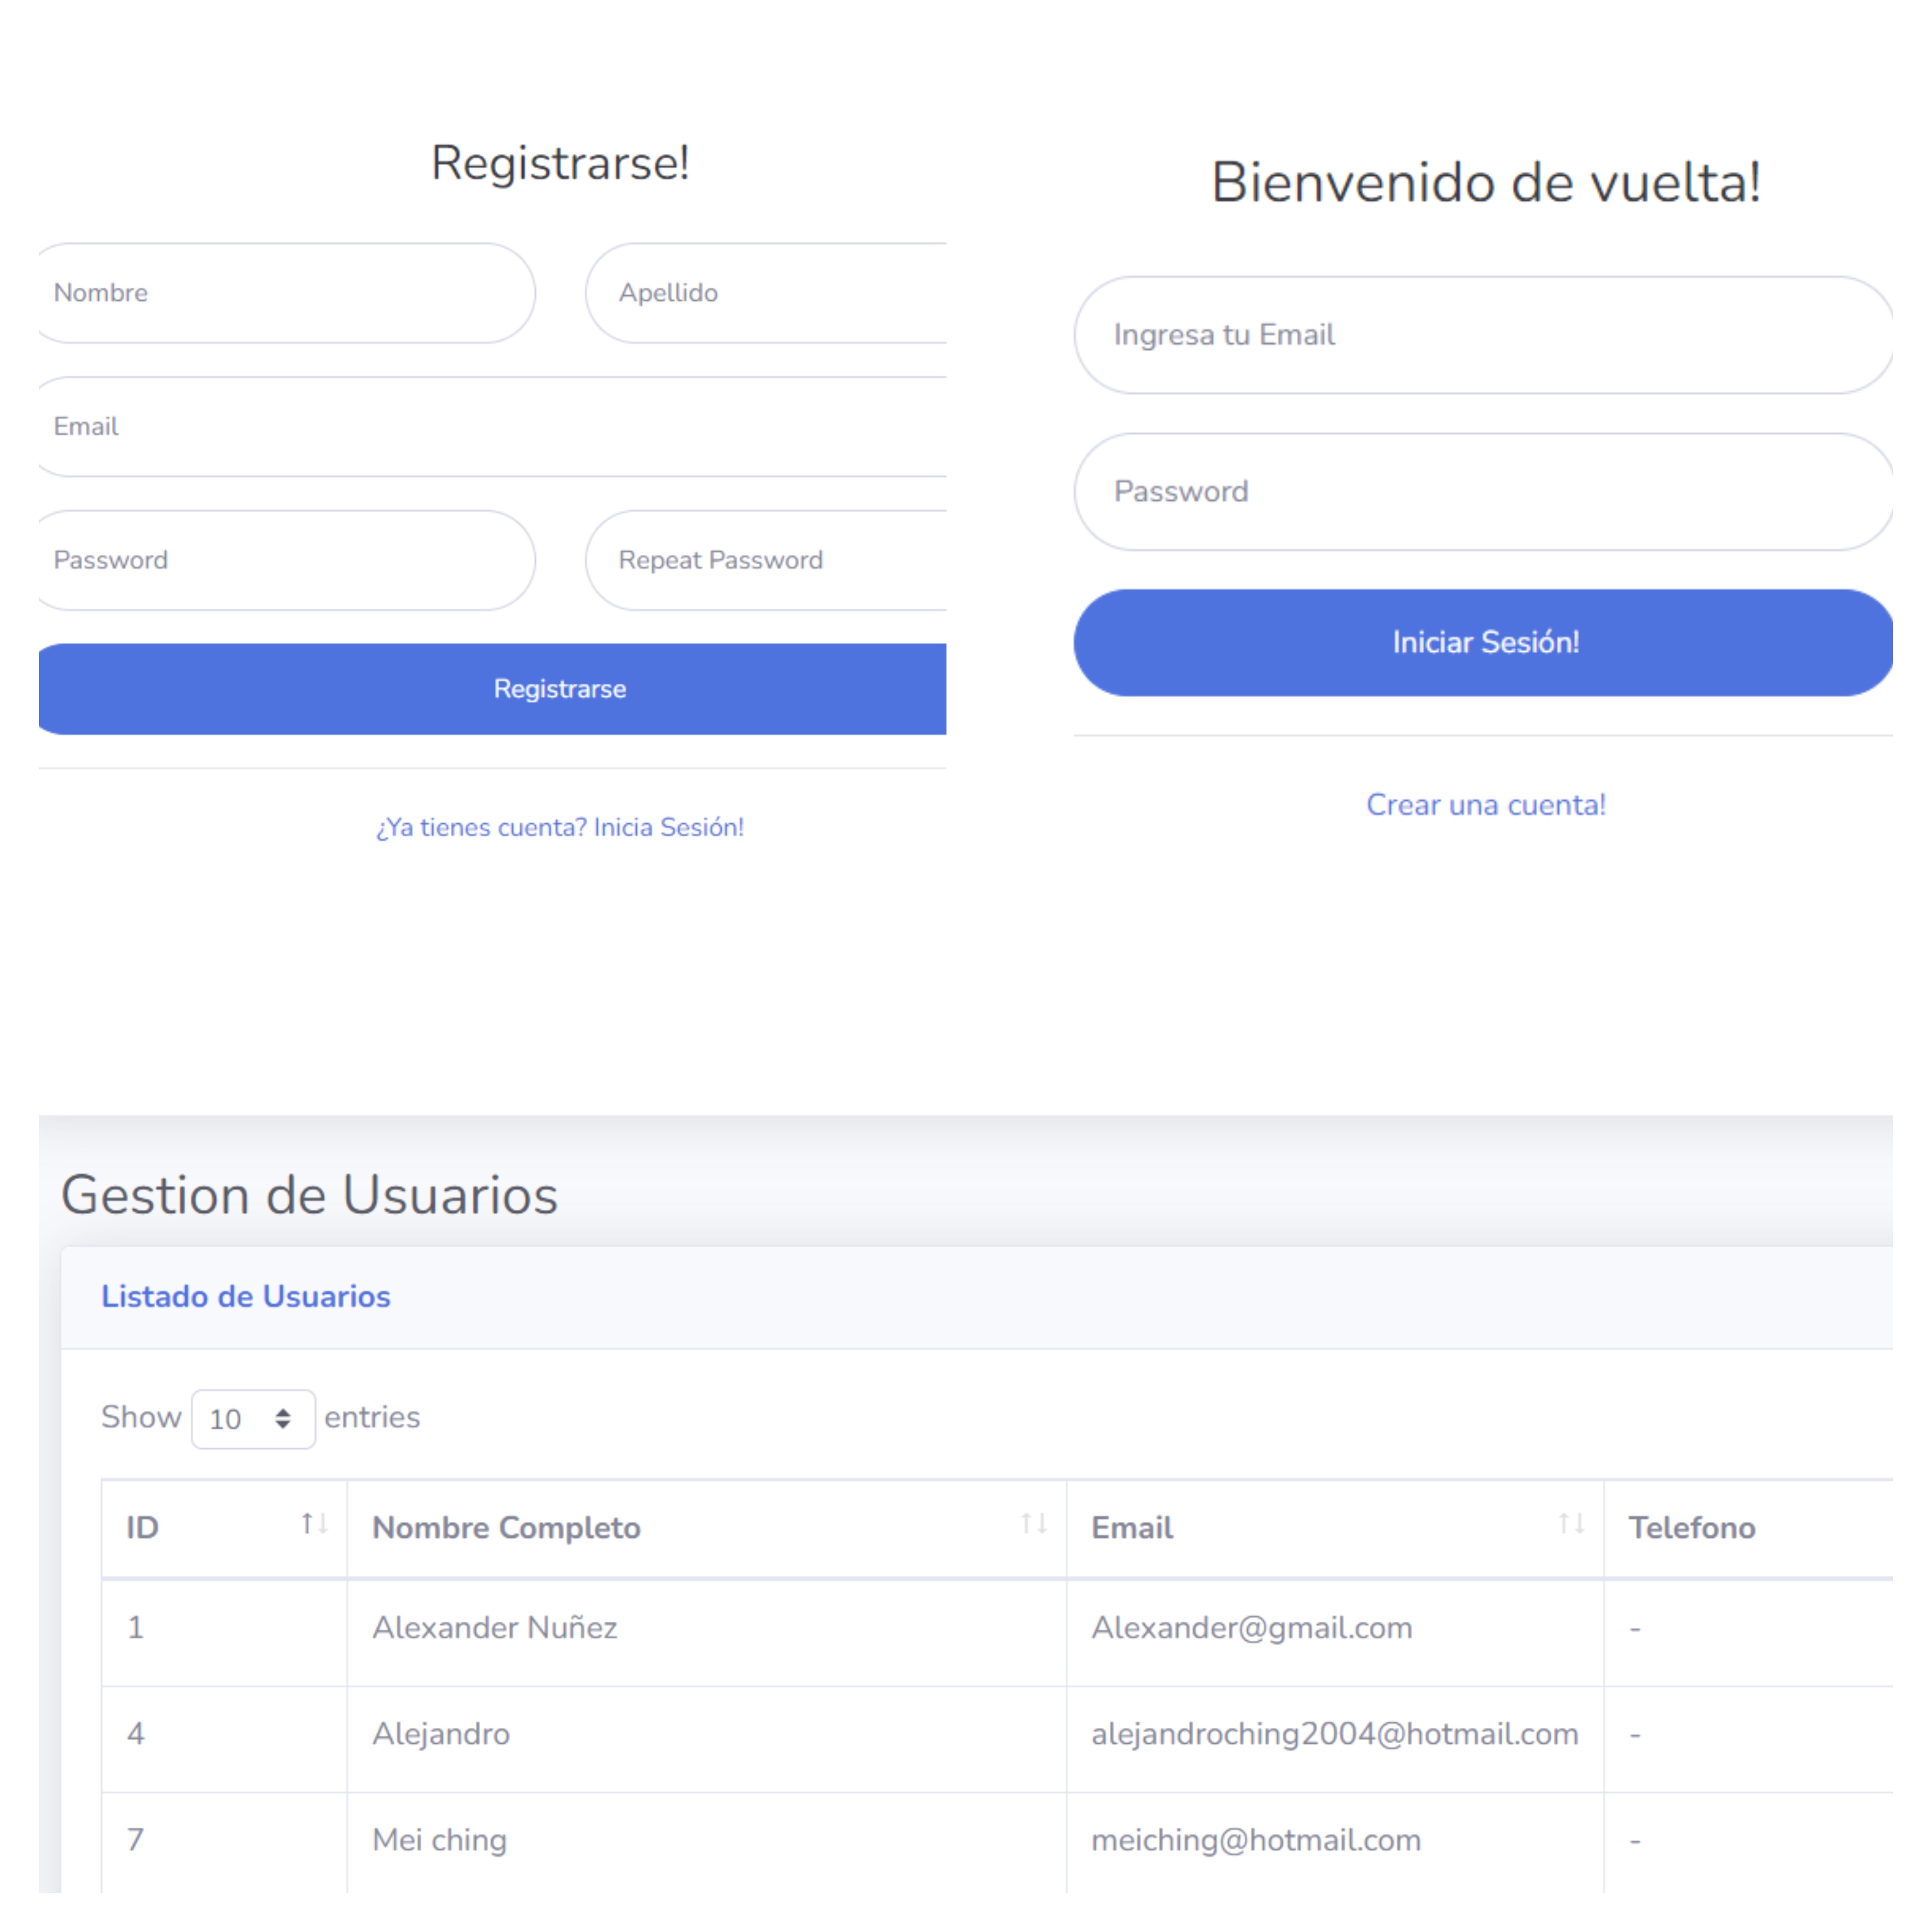 Registrarse!
Nombre
Apellido
Email
Password
Repeat Password
Registrarse
¿Ya tienes cuenta? Inicia Sesión!
Bienvenido de vuelta!
Ingresa tu Email
Password
Iniciar Sesión!
Crear una cuenta!
Gestion de Usuarios
Listado de Usuarios
Show 10 entries
ID Nombre Completo Email Telefono
1 Alexander Nuñez Alexander@gmail.com -
4 Alejandro alejandroching2004@hotmail.com -
7 Mei ching meiching@hotmail.com -